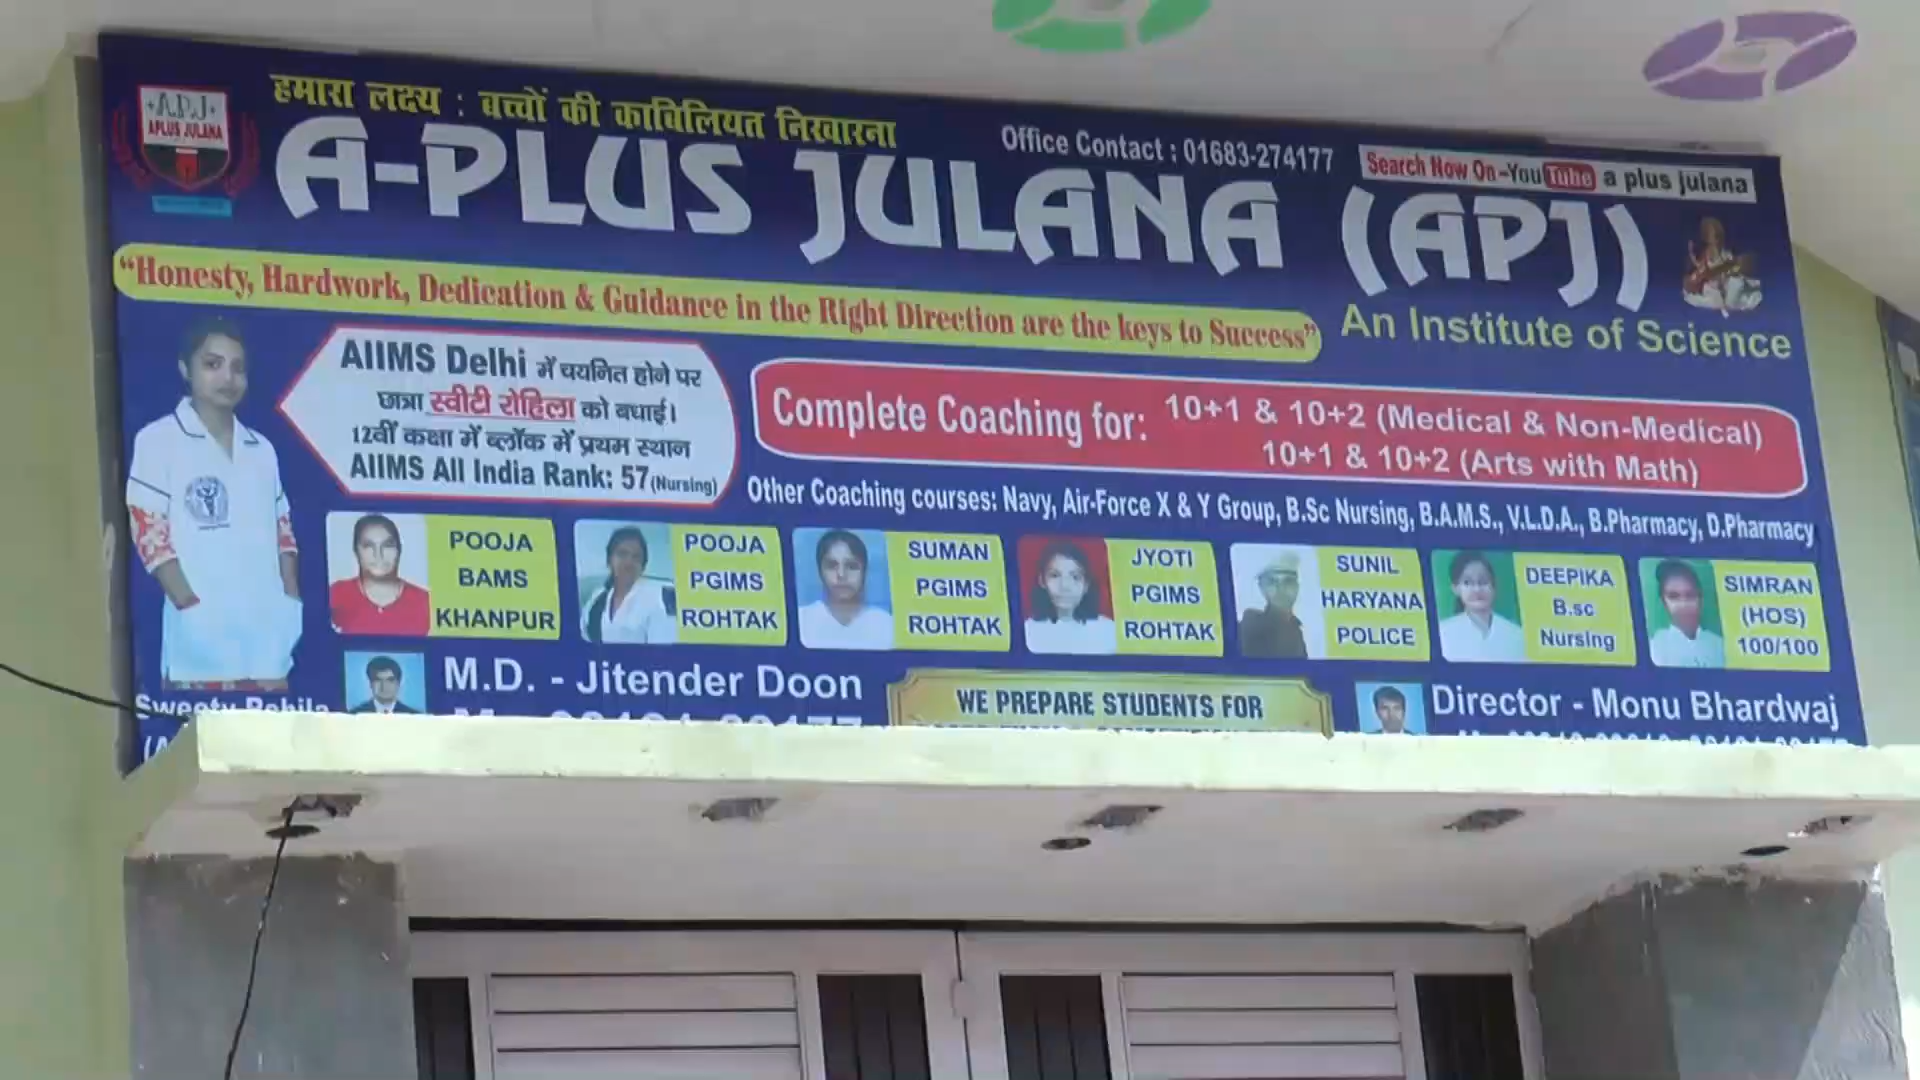 हमारा लक्ष्य : बच्चों की काबिलियत निखारना
A.P.J
APLUS JULANA
Office Contact : 01683-274177
Search Now On-YouTube a plus julana
A-PLUS JULANA (APJ)
An Institute of Science
“Honesty, Hardwork, Dedication & Guidance in the Right Direction are the keys to Success”
AIIMS Delhi में चयनित होने पर
छात्रा स्वीटी रोहिला को बधाई।
12वीं कक्षा में ब्लॉक में प्रथम स्थान
AIIMS All India Rank: 57 (Nursing)
Complete Coaching for: 10+1 & 10+2 (Medical & Non-Medical)
10+1 & 10+2 (Arts with Math)
Other Coaching courses: Navy, Air-Force X & Y Group, B.Sc Nursing, B.A.M.S., V.L.D.A., B.Pharmacy, D.Pharmacy
POOJA
BAMS
KHANPUR
POOJA
PGIMS
ROHTAK
SUMAN
PGIMS
ROHTAK
JYOTI
PGIMS
ROHTAK
SUNIL
HARYANA
POLICE
DEEPIKA
B.sc
Nursing
SIMRAN
(HOS)
100/100
Sweety Rohila
M.D. - Jitender Doon
WE PREPARE STUDENTS FOR
Director - Monu Bhardwaj